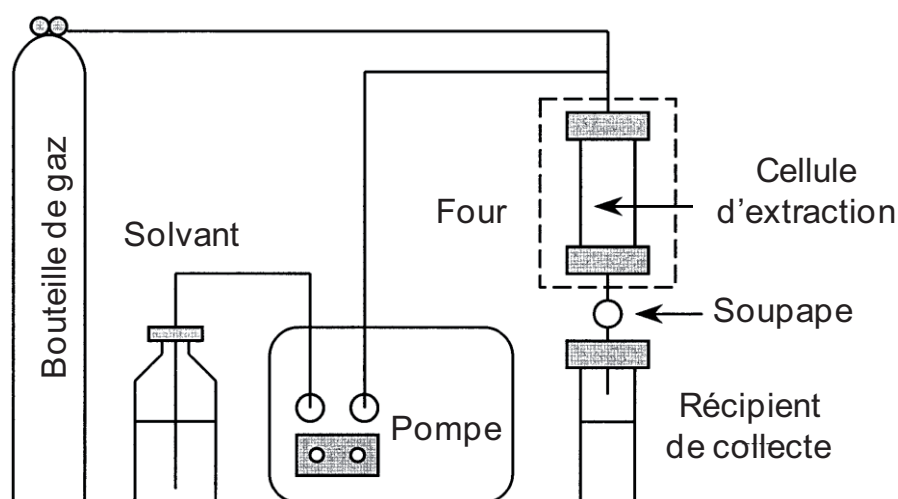 Bouteille de gaz
Solvant
Four
Cellule
d'extraction
Soupape
Pompe
Récipient
de collecte